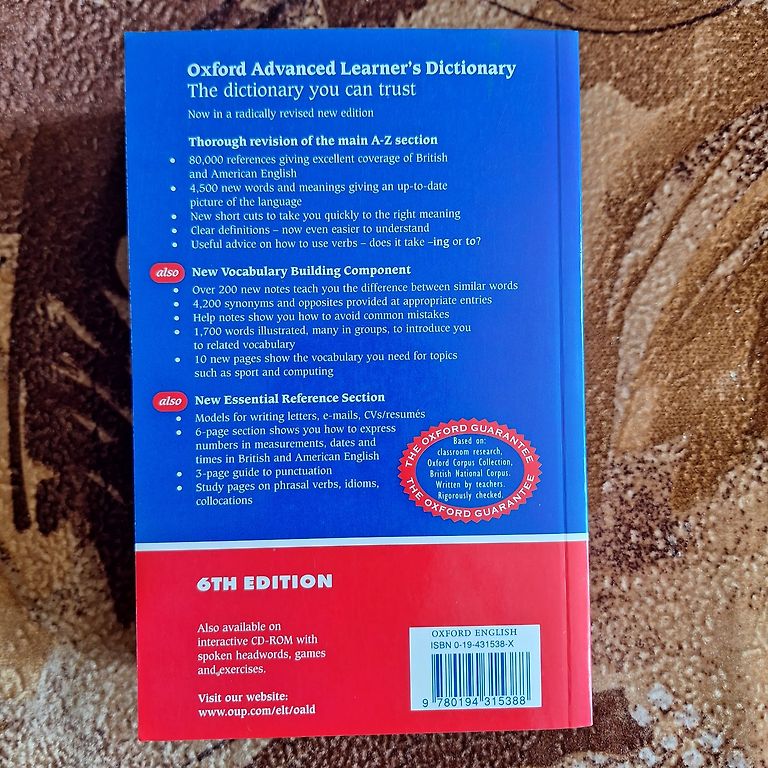 Oxford Advanced Learner's Dictionary
The dictionary you can trust
Now in a radically revised new edition
Thorough revision of the main A-Z section
• 80,000 references giving excellent coverage of British
and American English
• 4,500 new words and meanings giving an up-to-date
picture of the language
• New short cuts to take you quickly to the right meaning
• Clear definitions – now even easier to understand
• Useful advice on how to use verbs – does it take –ing or to?
also New Vocabulary Building Component
• Over 200 new notes teach you the difference between similar words
• 4,200 synonyms and opposites provided at appropriate entries
• Help notes show you how to avoid common mistakes
• 1,700 words illustrated, many in groups, to introduce you
to related vocabulary
• 10 new pages show the vocabulary you need for topics
such as sport and computing
also New Essential Reference Section
• Models for writing letters, e-mails, CVs/resumés
• 6-page section shows you how to express
numbers in measurements, dates and
times in British and American English
• 3-page guide to punctuation
• Study pages on phrasal verbs, idioms,
collocations
THE OXFORD GUARANTEE
Based on:
classroom research,
Oxford Corpus Collection,
British National Corpus.
Written by teachers.
Rigorously checked.
THE OXFORD GUARANTEE
6TH EDITION
Also available on
interactive CD-ROM with
spoken headwords, games
and exercises.
Visit our website:
www.oup.com/elt/oald
OXFORD ENGLISH
ISBN 0-19-431538-X
9 780194 315388